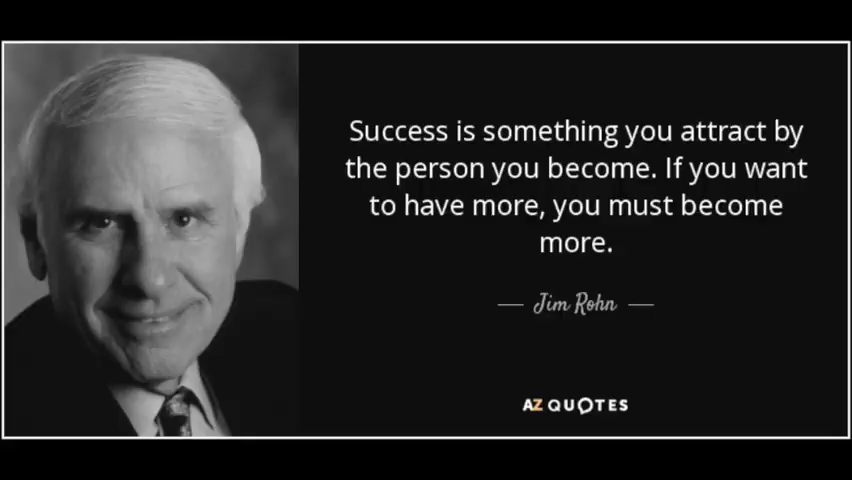 Success is something you attract by
the person you become. If you want
to have more, you must become
more.
— Jim Rohn —
AZ QUOTES